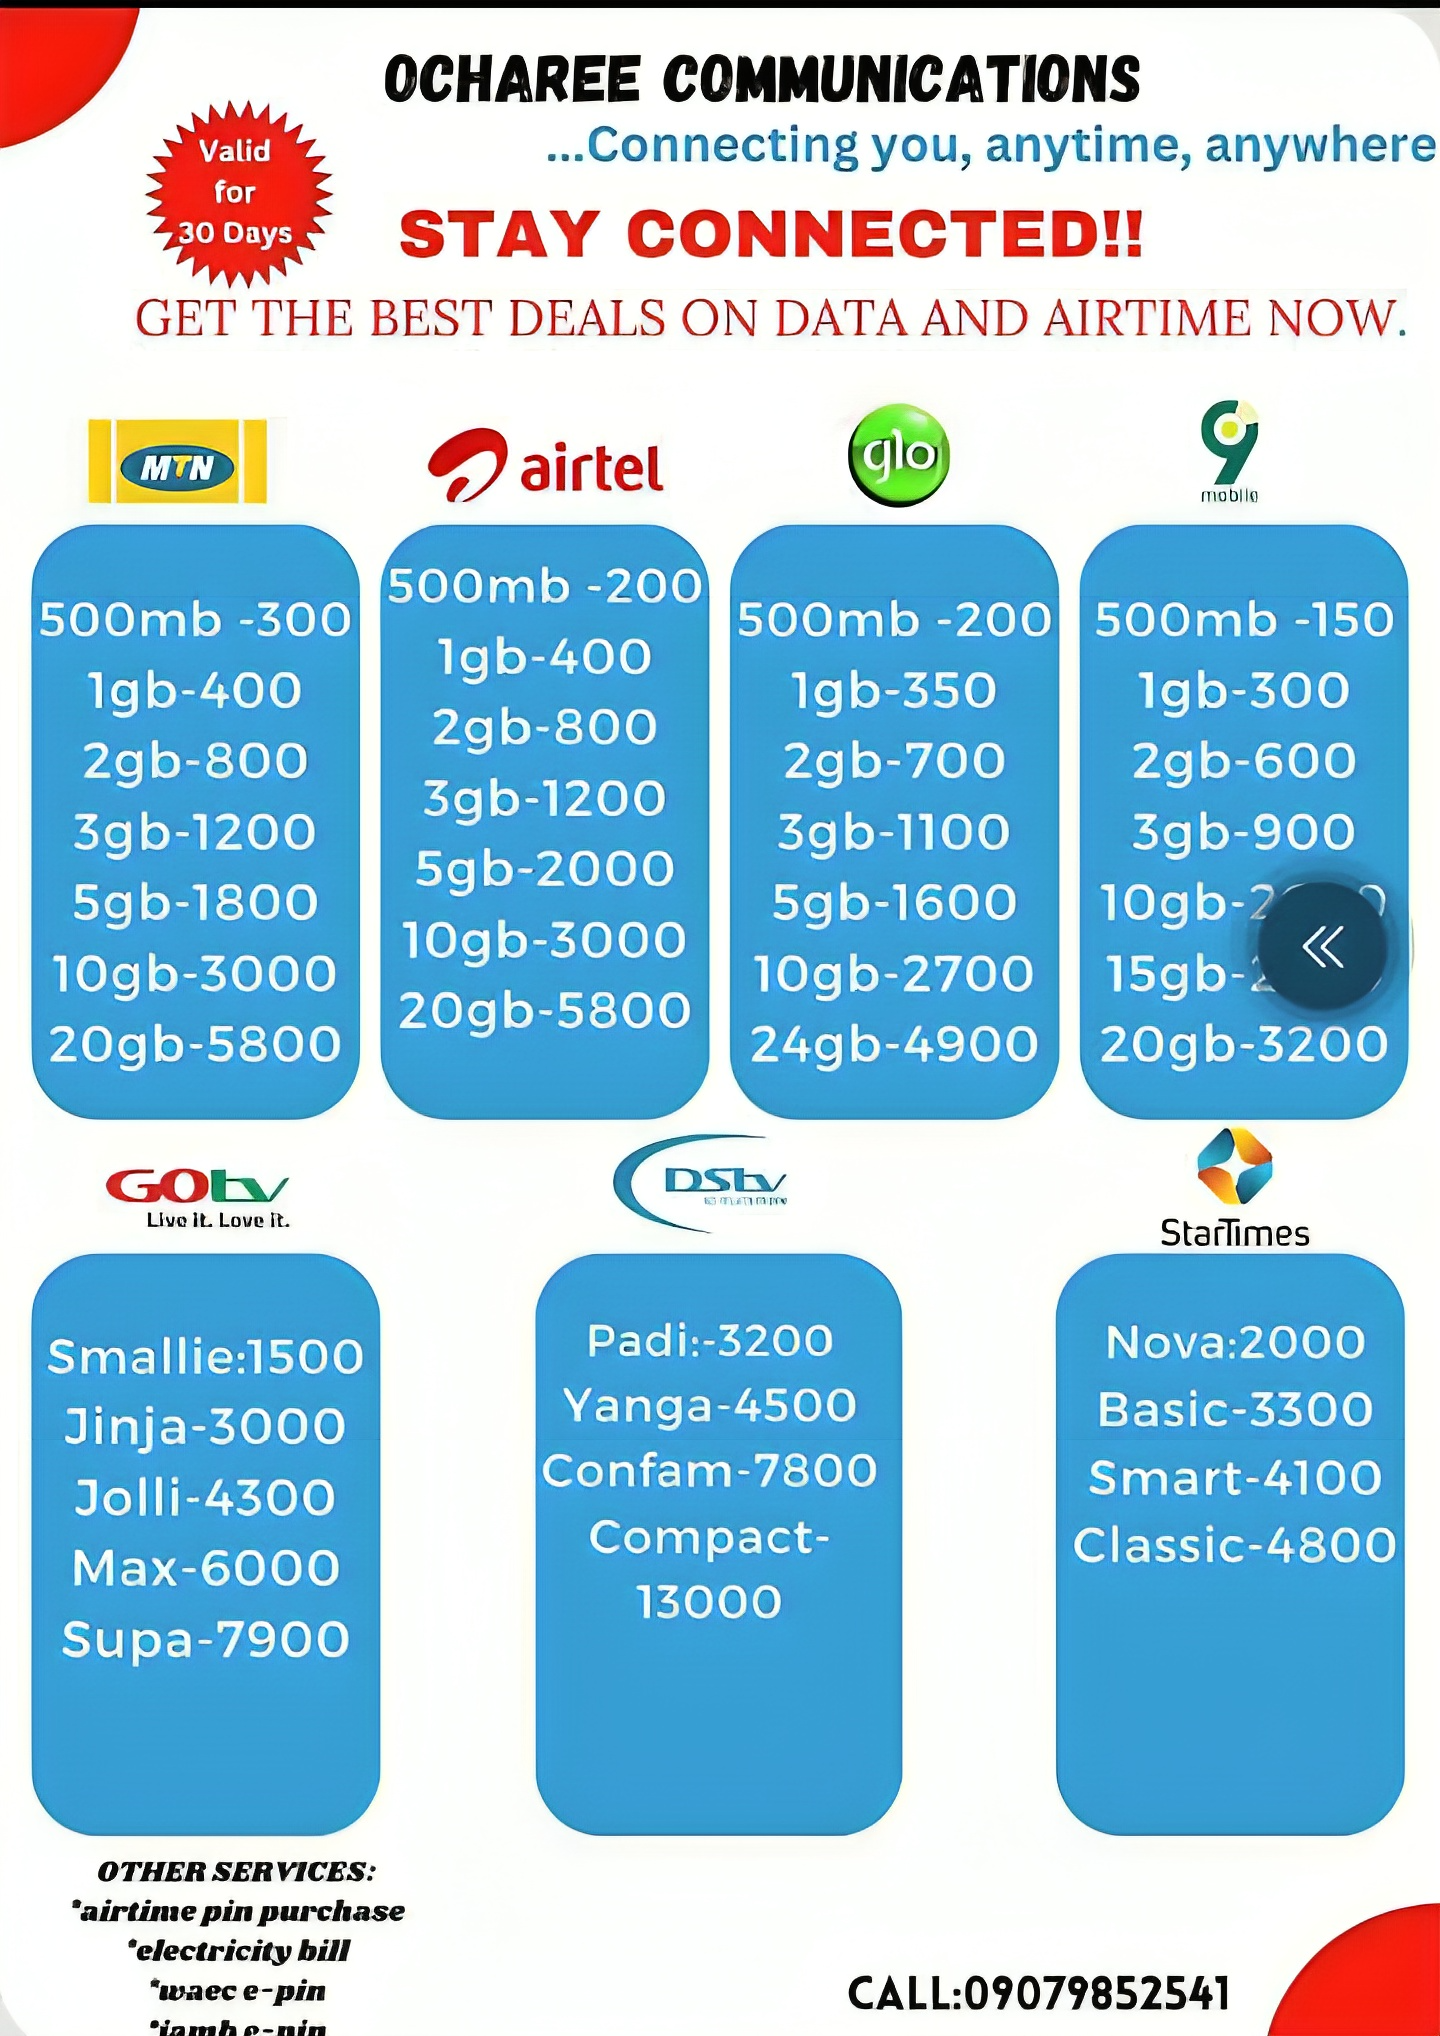 OCHAREE COMMUNICATIONS
...Connecting you, anytime, anywhere
Valid
for
30 Days
STAY CONNECTED!!
GET THE BEST DEALS ON DATA AND AIRTIME NOW.
MTN
500mb -300
1gb-400
2gb-800
3gb-1200
5gb-1800
10gb-3000
20gb-5800
airtel
500mb -200
1gb-400
2gb-800
3gb-1200
5gb-2000
10gb-3000
20gb-5800
glo
500mb -200
1gb-350
2gb-700
3gb-1100
5gb-1600
10gb-2700
24gb-4900
9
mobile
500mb -150
1gb-300
2gb-600
3gb-900
10gb-
15gb-
20gb-3200
GOtv
Live it. Love it.
Smallie:1500
Jinja-3000
Jolli-4300
Max-6000
Supa-7900
DStv
Padi:-3200
Yanga-4500
Confam-7800
Compact-
13000
StarTimes
Nova:2000
Basic-3300
Smart-4100
Classic-4800
OTHER SERVICES:
*airtime pin purchase
*electricity bill
*waec e-pin
*jamb e-pin
CALL:09079852541